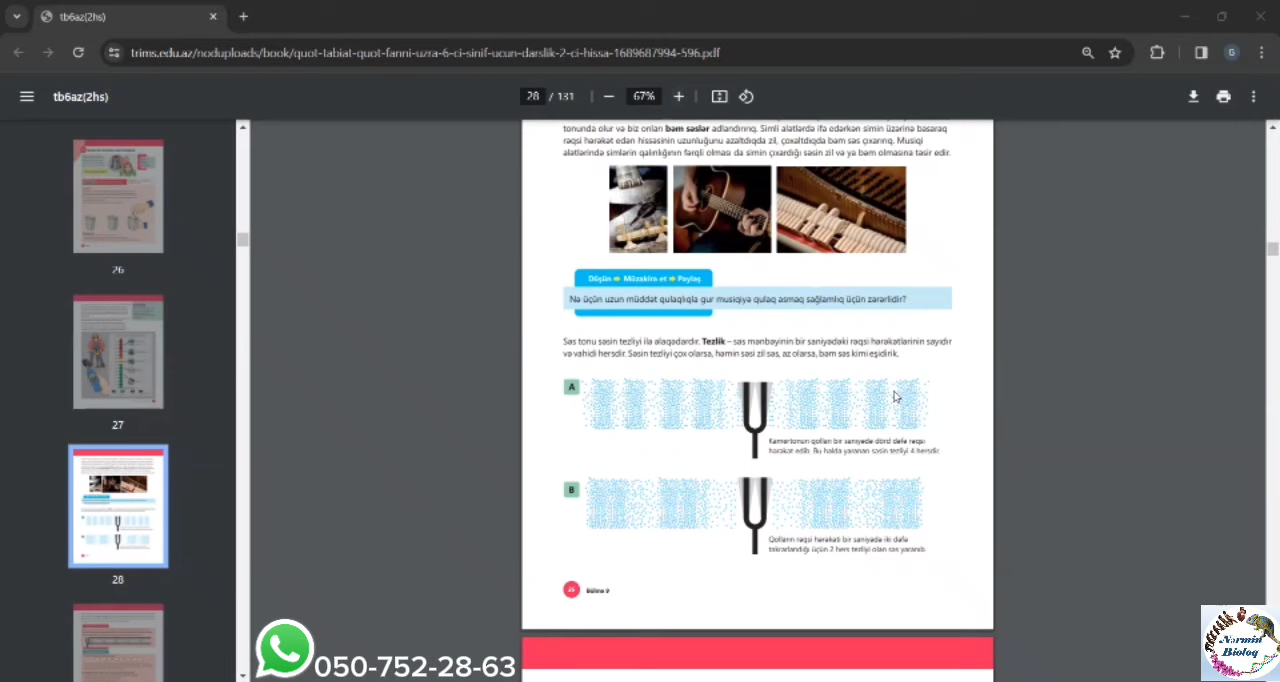 tb6az(2hs)
trims.edu.az/noduploads/book/quot-tabiat-quot-fanni-uzra-6-ci-sinif-ucun-darslik-2-ci-hissa-1689687994-596.pdf
G
tb6az(2hs)
28 / 131
67%
tonunda olur və biz onları bəm səslər adlandırırıq. Simli alətlərdə ifa edərkən simin üzərinə basaraq
rəqsi hərəkət edən hissəsinin uzunluğunu azaltdıqda zil, çoxaltdıqda bəm səs çıxarırıq. Musiqi
alətlərində simlərin qalınlığının fərqli olması da simin çıxardığı səsin zil və ya bəm olmasına təsir edir.
Düşün Müzakirə et Paylaş
Nə üçün uzun müddət qulaqlıqla gur musiqiyə qulaq asmaq sağlamlıq üçün zərərlidir?
Səs tonu səsin tezliyi ilə əlaqədardır. Tezlik – səs mənbəyinin bir saniyədəki rəqsi hərəkətlərinin sayıdır
və vahidi hersdir. Səsin tezliyi çox olarsa, həmin səsi zil səs, az olarsa, bəm səs kimi eşidirik.
A
Kamertonun qolları bir saniyədə dörd dəfə rəqsi
hərəkət edib. Bu halda yaranan səsin tezliyi 4 hersdir.
B
Qolların rəqsi hərəkəti bir saniyədə iki dəfə
təkrarlandığı üçün 2 hers tezliyi olan səs yarandı.
Bölmə 9
26
27
28
050-752-28-63
Nərmin
Bioloq